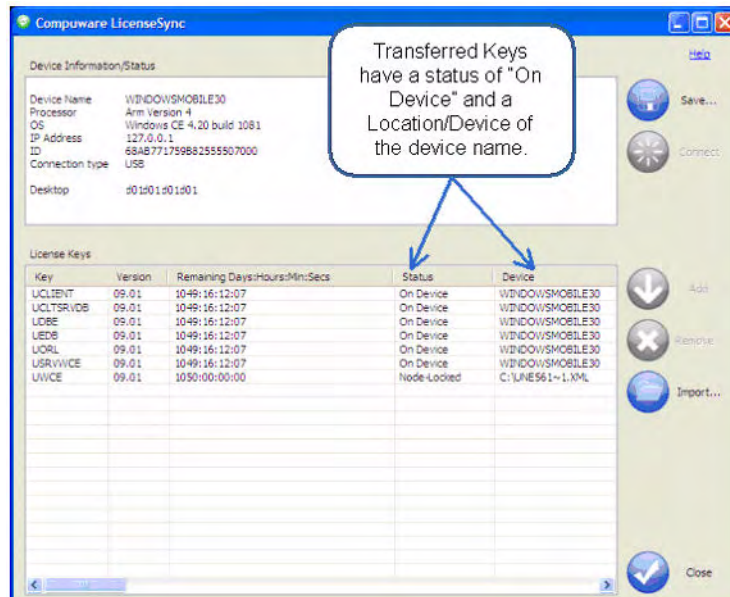 Compuware LicenseSync
Help
Transferred Keys
have a status of "On
Device" and a
Location/Device of
the device name.
Device Information/Status
Device Name WINDOWSMOBILE30
Processor Arm Version 4
OS Windows CE 4.20 build 1081
IP Address 127.0.0.1
ID 68AB771759B82555507000
Connection type USB
Desktop
Save...
Connect
License Keys
Key Version Remaining Days:Hours:Min:Secs Status Device
UCLIENT 09.01 1049:16:12:07 On Device WINDOWSMOBILE30
UCLTSRVDB 09.01 1049:16:12:07 On Device WINDOWSMOBILE30
UDBE 09.01 1049:16:12:07 On Device WINDOWSMOBILE30
UEDB 09.01 1049:16:12:07 On Device WINDOWSMOBILE30
UORL 09.01 1049:16:12:07 On Device WINDOWSMOBILE30
USRVWCE 09.01 1049:16:12:07 On Device WINDOWSMOBILE30
UWCE 09.01 1050:00:00:00 Node-Locked C:\UNES61~1.XML
Add
Remove
Import...
Close